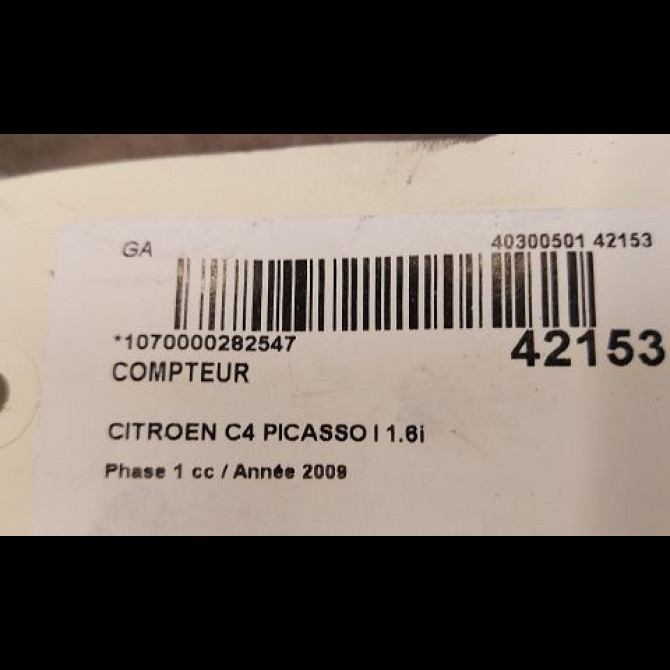 GA
40300501 42153
*1070000282547
42153
COMPTEUR
CITROEN C4 PICASSO I 1.6i
Phase 1 cc / Année 2009